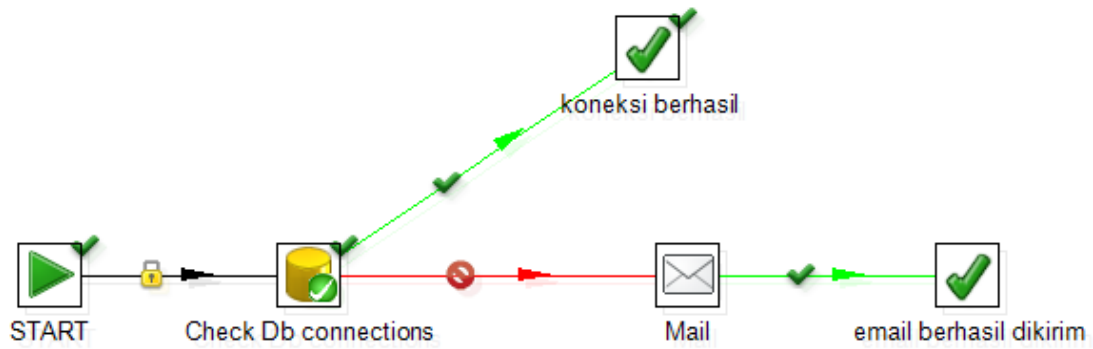 koneksi berhasil
START
Check Db connections
Mail
email berhasil dikirim